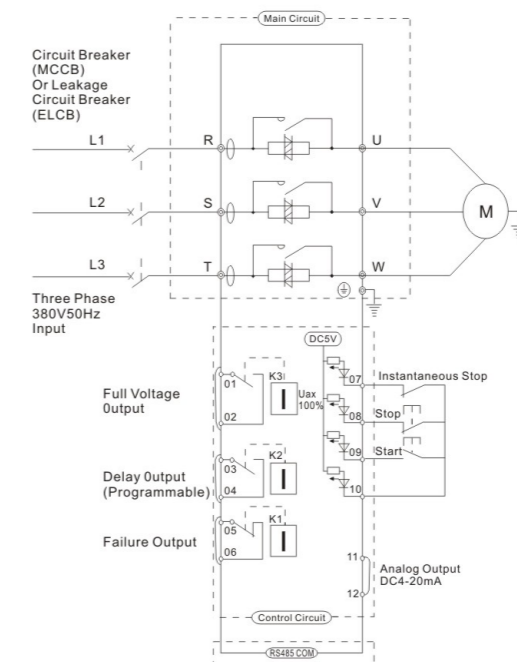 Main Circuit
Circuit Breaker
(MCCB)
Or Leakage
Circuit Breaker
(ELCB)
L1
R
U
L2
S
V
M
L3
T
W
Three Phase
380V50Hz
Input
DC5V
01
K3
07
Instantaneous Stop
Full Voltage
0utput
Uax
100%
02
08
Stop
03
K2
09
Start
Delay 0utput
(Programmable)
04
10
05
K1
Failure Output
06
11
Analog Output
DC4-20mA
12
Control Circuit
RS485 COM